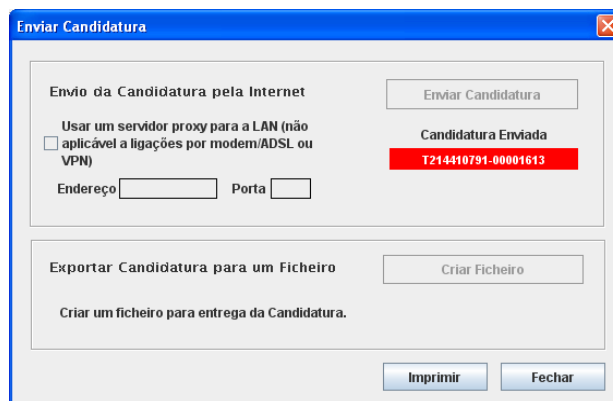 Enviar Candidatura
Envio da Candidatura pela Internet
Enviar Candidatura
Usar um servidor proxy para a LAN (não
aplicável a ligações por modem/ADSL ou
VPN)
Candidatura Enviada
T214410791-00001613
Endereço
Porta
Exportar Candidatura para um Ficheiro
Criar Ficheiro
Criar um ficheiro para entrega da Candidatura.
Imprimir
Fechar